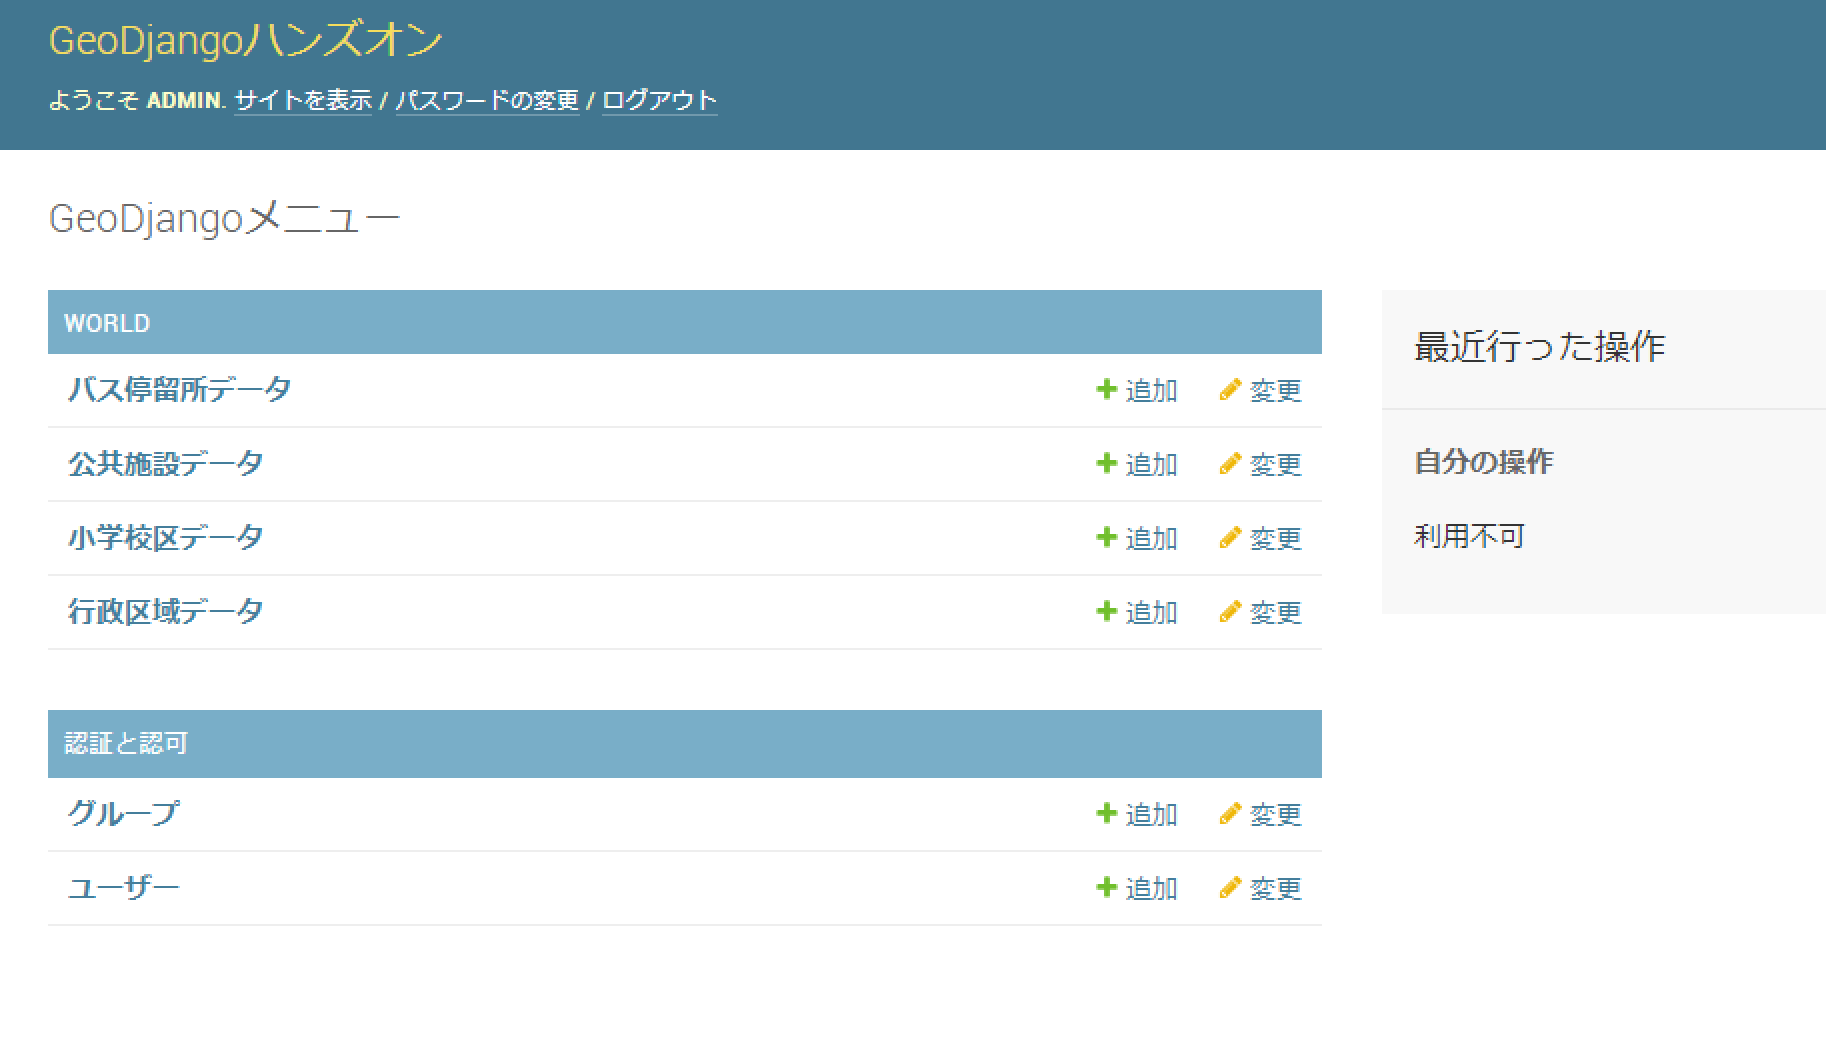 GeoDjangoハンズオン
ようこそ ADMIN. サイトを表示 / パスワードの変更 / ログアウト
GeoDjangoメニュー
WORLD
バス停留所データ 追加 変更
公共施設データ 追加 変更
小学校区データ 追加 変更
行政区域データ 追加 変更
認証と認可
グループ 追加 変更
ユーザー 追加 変更
最近行った操作
自分の操作
利用不可